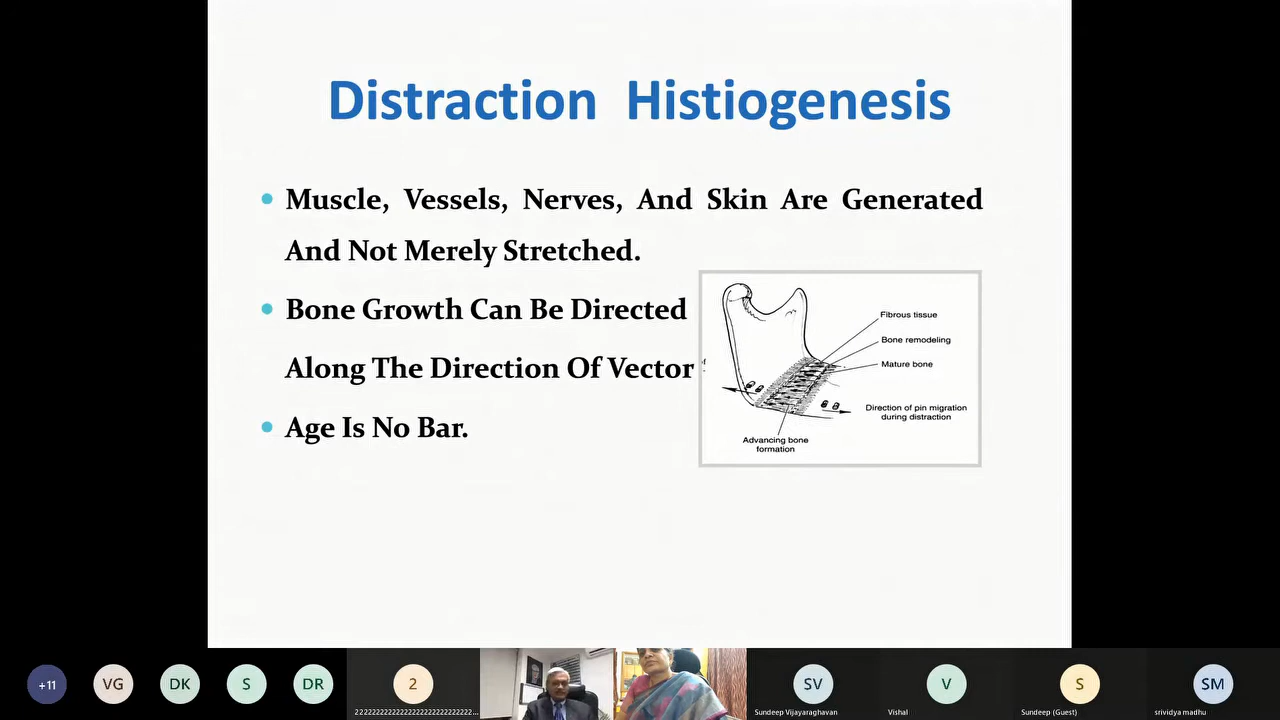 Distraction Histiogenesis
Muscle, Vessels, Nerves, And Skin Are Generated
And Not Merely Stretched.
Bone Growth Can Be Directed
Along The Direction Of Vector
Age Is No Bar.
Fibrous tissue
Bone remodeling
Mature bone
Direction of pin migration
during distraction
Advancing bone
formation
+11
VG
DK
S
DR
2
SV
V
S
SM
Sundeep Vijayaraghavan
Vishal
Sundeep (Guest)
srividya madhu